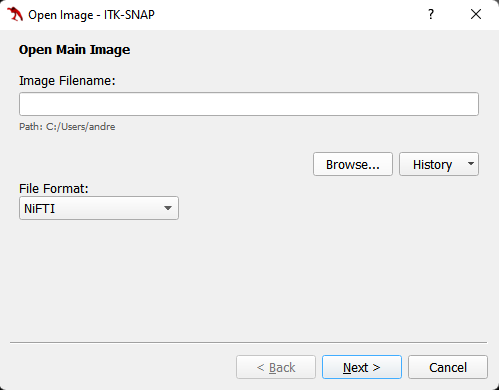 Open Image - ITK-SNAP
Open Main Image
Image Filename:
Path: C:/Users/andre
Browse... History
File Format:
NiFTI
< Back Next > Cancel